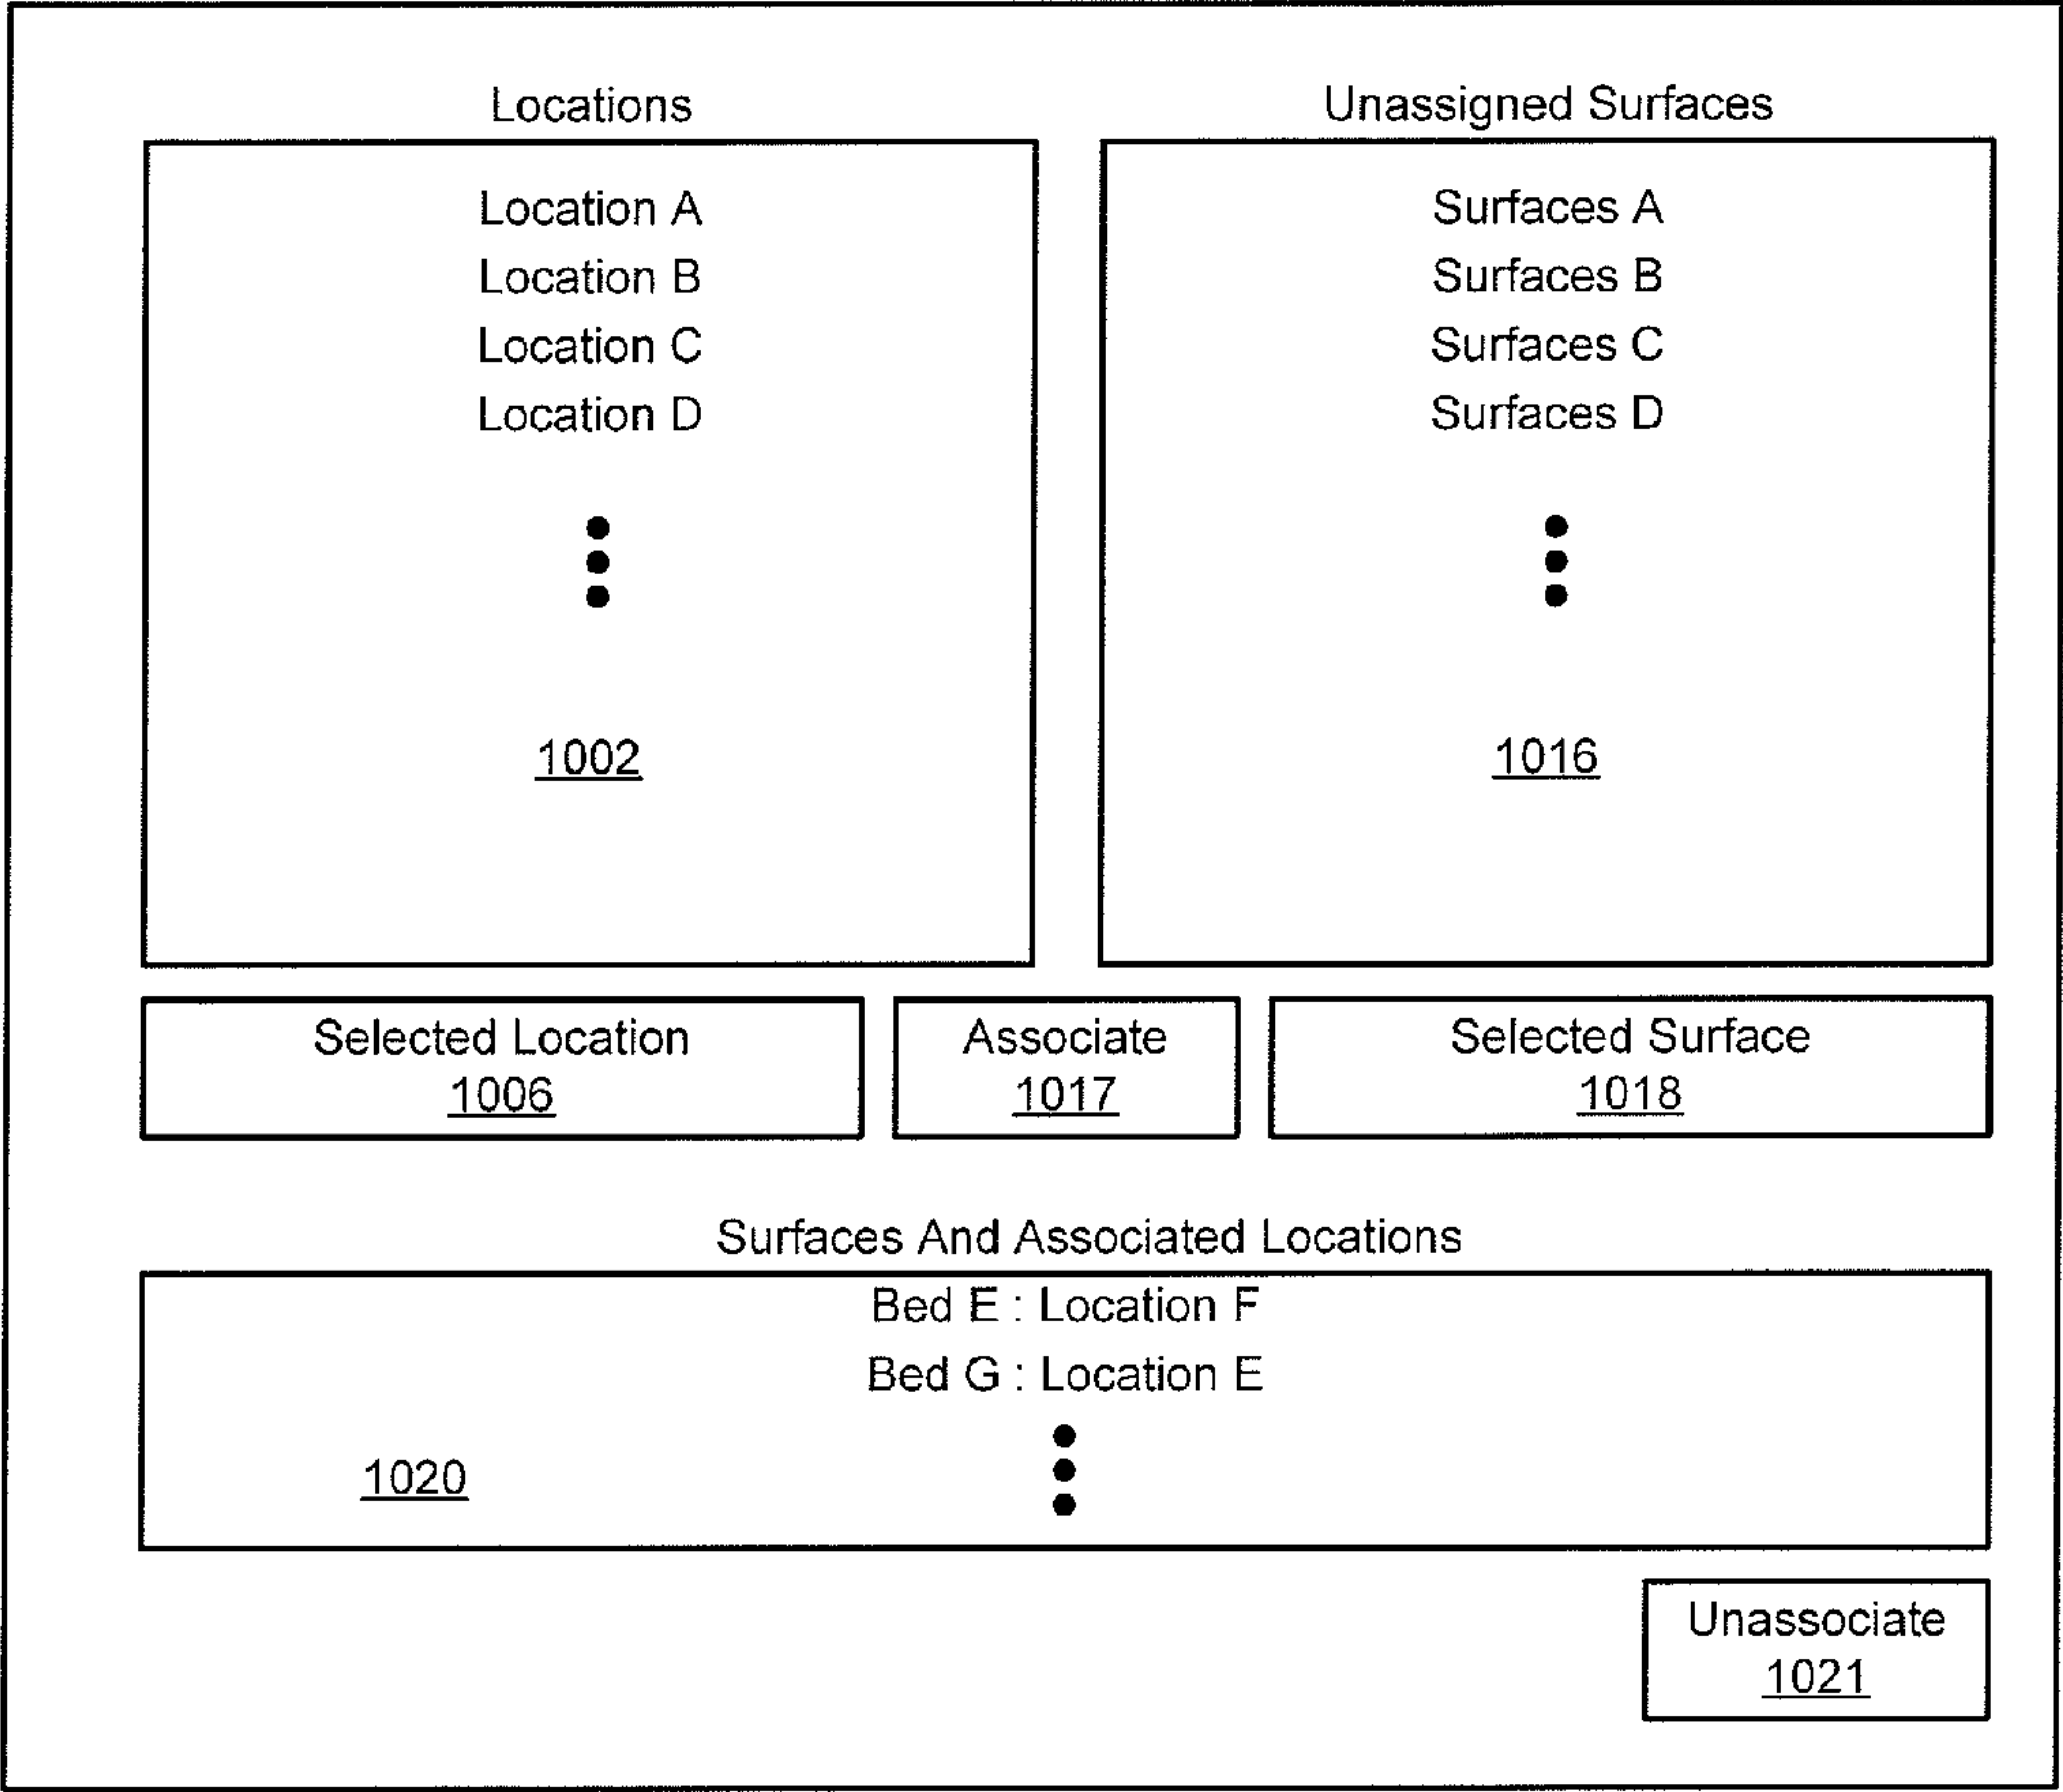 Locations
Location A
Location B
Location C
Location D
1002
Unassigned Surfaces
Surfaces A
Surfaces B
Surfaces C
Surfaces D
1016
Selected Location
1006
Associate
1017
Selected Surface
1018
Surfaces And Associated Locations
Bed E : Location F
Bed G : Location E
1020
Unassociate
1021